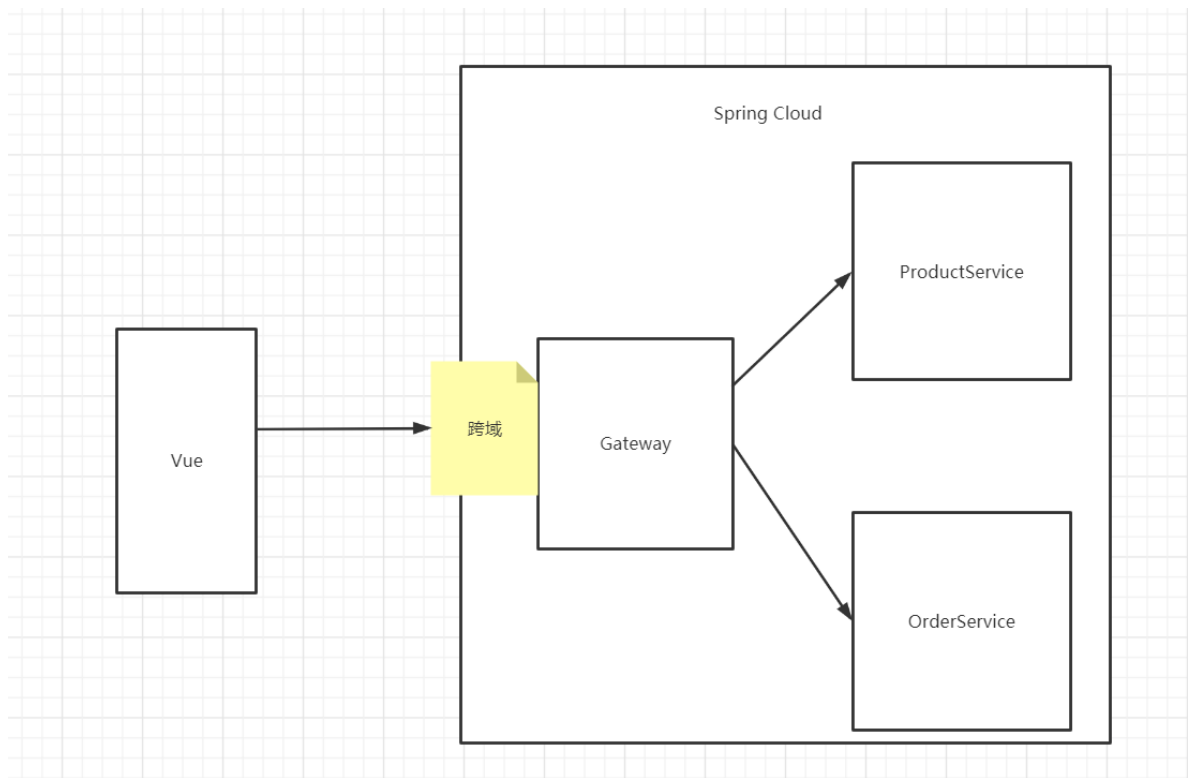 Spring Cloud
ProductService
跨域
Gateway
Vue
OrderService